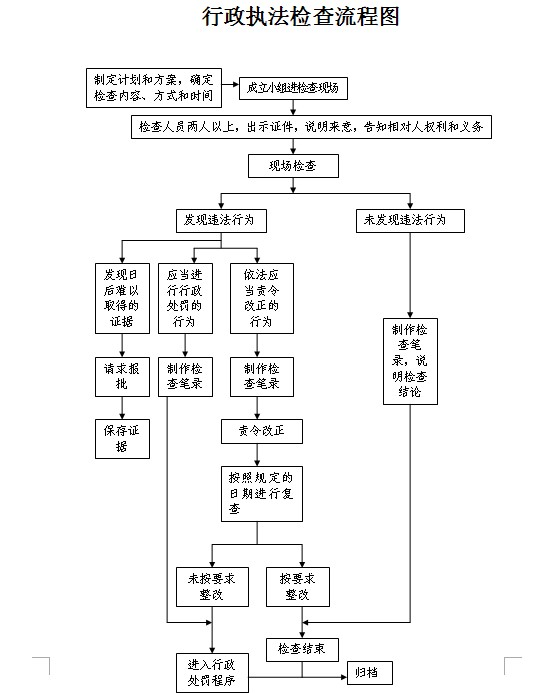 行政执法检查流程图
制定计划和方案，确定
检查内容、方式和时间
成立小组进检查现场
检查人员两人以上，出示证件，说明来意，告知相对人权利和义务
现场检查
发现违法行为
未发现违法行为
发现日
后难以
取得的
证据
应当进
行行政
处罚的
行为
依法应
当责令
改正的
行为
制作检
查笔
录，说
明检查
结论
请求报
批
制作检
查笔录
制作检
查笔录
保存证
据
责令改正
按照规定的
日期进行复
查
未按要求
整改
按要求
整改
检查结束
进入行政
处罚程序
归档